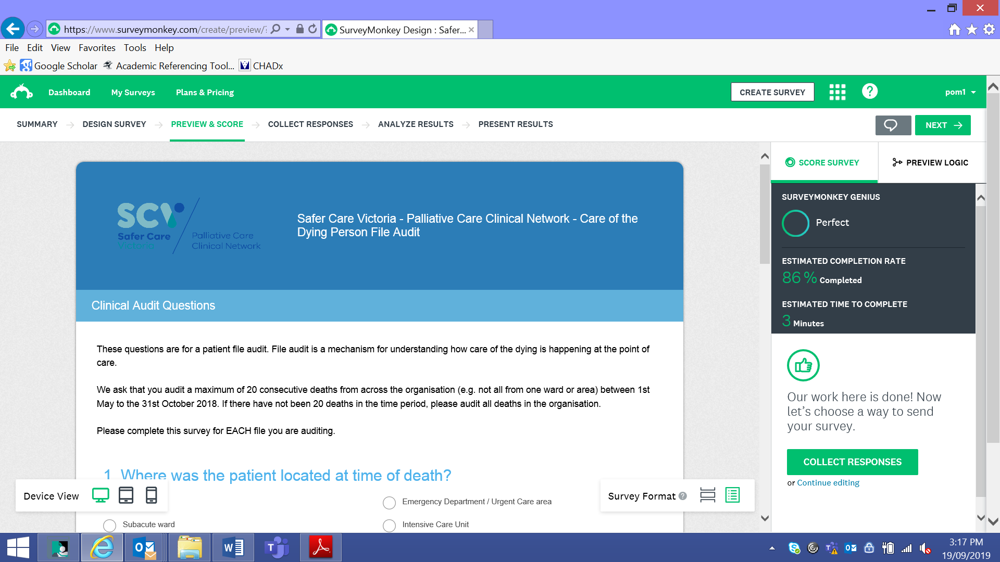 https://www.surveymonkey.com/create/preview/?
SurveyMonkey Design : Safer...
File Edit View Favorites Tools Help
Google Scholar Academic Referencing Tool... CHADx
Dashboard My Surveys Plans & Pricing CREATE SURVEY ? pom1
SUMMARY DESIGN SURVEY PREVIEW & SCORE COLLECT RESPONSES ANALYZE RESULTS PRESENT RESULTS NEXT
SCORE SURVEY PREVIEW LOGIC
SCV
Safer Care
Victoria
Palliative Care
Clinical Network
Safer Care Victoria - Palliative Care Clinical Network - Care of the
Dying Person File Audit
Clinical Audit Questions
These questions are for a patient file audit. File audit is a mechanism for understanding how care of the dying is happening at the point of
care.
We ask that you audit a maximum of 20 consecutive deaths from across the organisation (e.g. not all from one ward or area) between 1st
May to the 31st October 2018. If there have not been 20 deaths in the time period, please audit all deaths in the organisation.
Please complete this survey for EACH file you are auditing.
1 Where was the patient located at time of death?
Emergency Department / Urgent Care area
Subacute ward
Intensive Care Unit
Device View
Survey Format ?
SURVEYMONKEY GENIUS
Perfect
ESTIMATED COMPLETION RATE
86 % Completed
ESTIMATED TIME TO COMPLETE
3 Minutes
Our work here is done! Now
let's choose a way to send
your survey.
COLLECT RESPONSES
or Continue editing
3:17 PM
19/09/2019